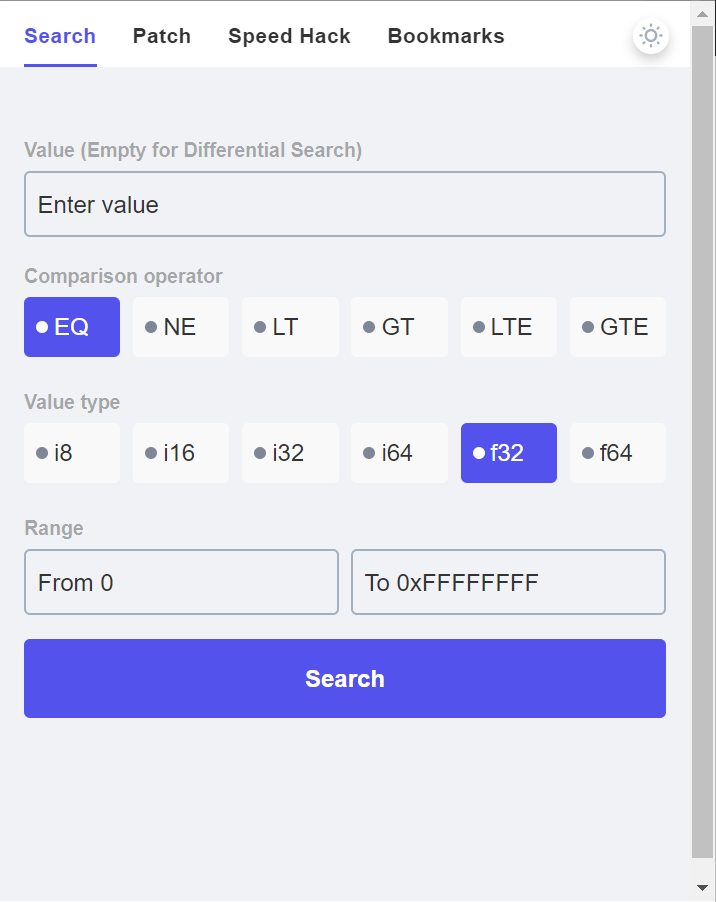 Search Patch Speed Hack Bookmarks
Value (Empty for Differential Search)
Enter value
Comparison operator
EQ NE LT GT LTE GTE
Value type
i8 i16 i32 i64 f32 f64
Range
From 0 To 0xFFFFFFFF
Search